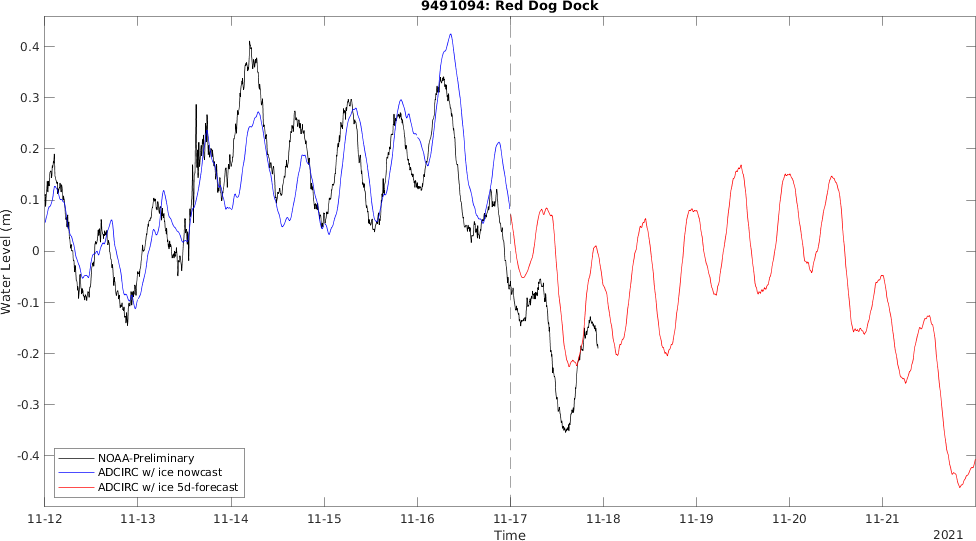 9491094: Red Dog Dock
0.4
0.3
0.2
0.1
0
-0.1
-0.2
-0.3
-0.4
Water Level (m)
NOAA-Preliminary
ADCIRC w/ ice nowcast
ADCIRC w/ ice 5d-forecast
11-12 11-13 11-14 11-15 11-16 11-17 11-18 11-19 11-20 11-21
Time
2021